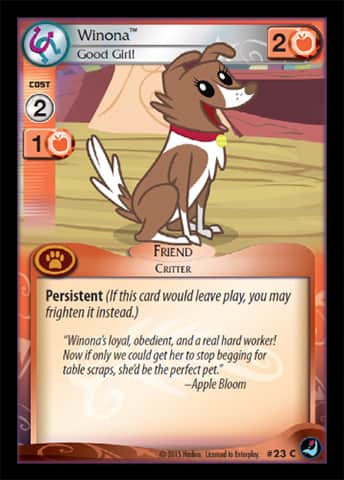 Winona™
Good Girl!
2
COST
2
1
FRIEND
CRITTER
Persistent (If this card would leave play, you may
frighten it instead.)
"Winona's loyal, obedient, and a real hard worker!
Now if only we could get her to stop begging for
table scraps, she'd be the perfect pet."
–Apple Bloom
© 2015 Hasbro. Licensed to Enterplay.
#23 C